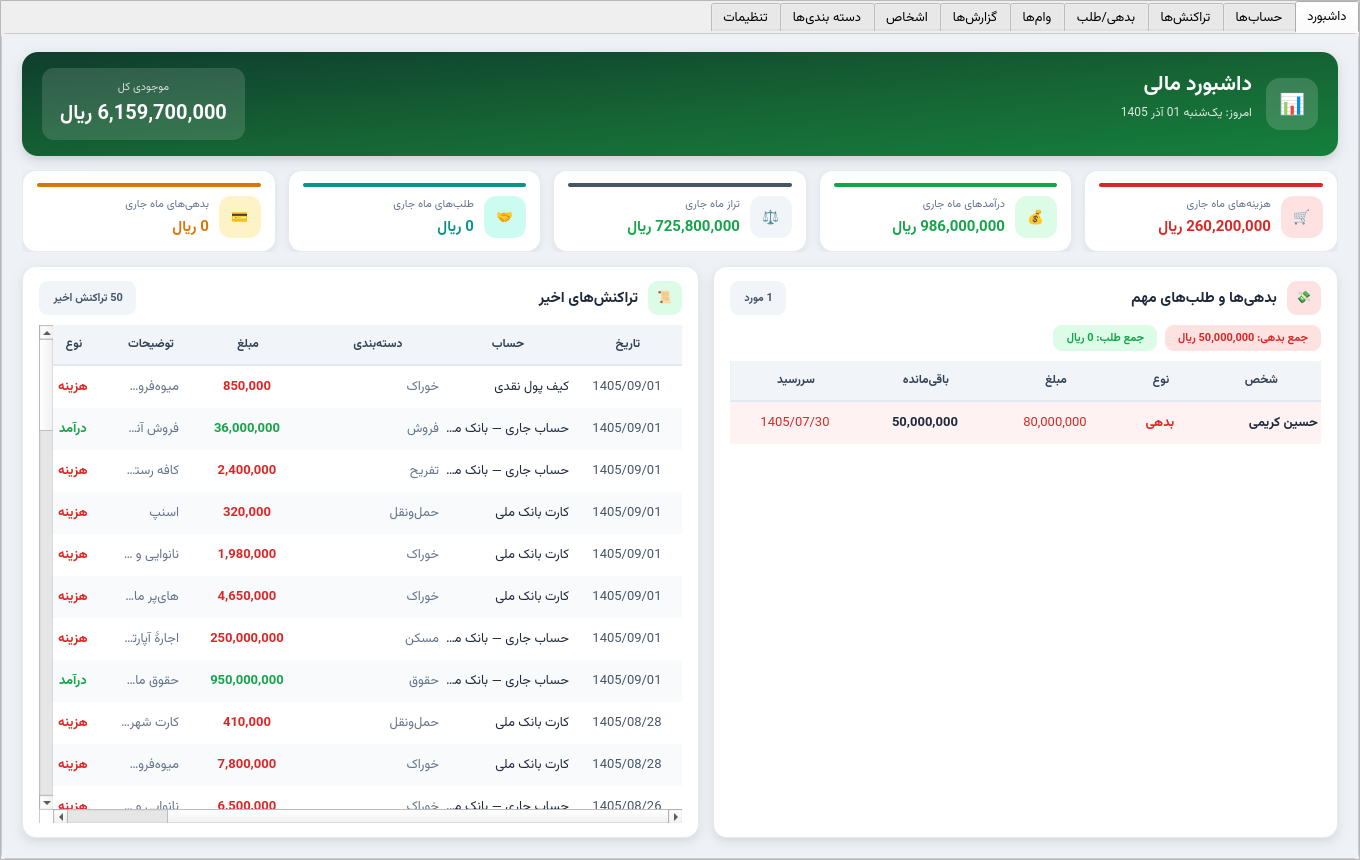 داشبورد
حساب‌ها
تراکنش‌ها
بدهی/طلب
وام‌ها
گزارش‌ها
اشخاص
دسته بندی‌ها
تنظیمات
داشبورد مالی
امروز: یک‌شنبه 01 آذر 1405
موجودی کل
6,159,700,000 ریال
هزینه‌های ماه جاری
260,200,000 ریال
درآمدهای ماه جاری
986,000,000 ریال
تراز ماه جاری
725,800,000 ریال
طلب‌های ماه جاری
0 ریال
بدهی‌های ماه جاری
0 ریال
بدهی‌ها و طلب‌های مهم
1 مورد
جمع بدهی: 50,000,000 ریال
جمع طلب: 0 ریال
شخص نوع مبلغ باقی‌مانده سررسید
حسین کریمی بدهی 80,000,000 50,000,000 1405/07/30
تراکنش‌های اخیر
50 تراکنش اخیر
تاریخ حساب دسته‌بندی مبلغ توضیحات نوع
1405/09/01 کیف پول نقدی خوراک 850,000 میوه‌فرو... هزینه
1405/09/01 حساب جاری – بانک م... فروش 36,000,000 فروش آن... درآمد
1405/09/01 حساب جاری – بانک م... تفریح 2,400,000 کافه رست... هزینه
1405/09/01 کارت بانک ملی حمل‌ونقل 320,000 اسنپ هزینه
1405/09/01 کارت بانک ملی خوراک 1,980,000 نانوایی و ... هزینه
1405/09/01 کارت بانک ملی خوراک 4,650,000 های‌پر ما... هزینه
1405/09/01 حساب جاری – بانک م... مسکن 250,000,000 اجارهٔ آپارت... هزینه
1405/09/01 حساب جاری – بانک م... حقوق 950,000,000 حقوق ما... درآمد
1405/08/28 کارت بانک ملی حمل‌ونقل 410,000 کارت شهر... هزینه
1405/08/28 کارت بانک ملی خوراک 7,800,000 میوه‌فرو... هزینه
1405/08/26 حساب جاری – بانک م... خوراک 6,500,000 نانوایی و ... هزینه